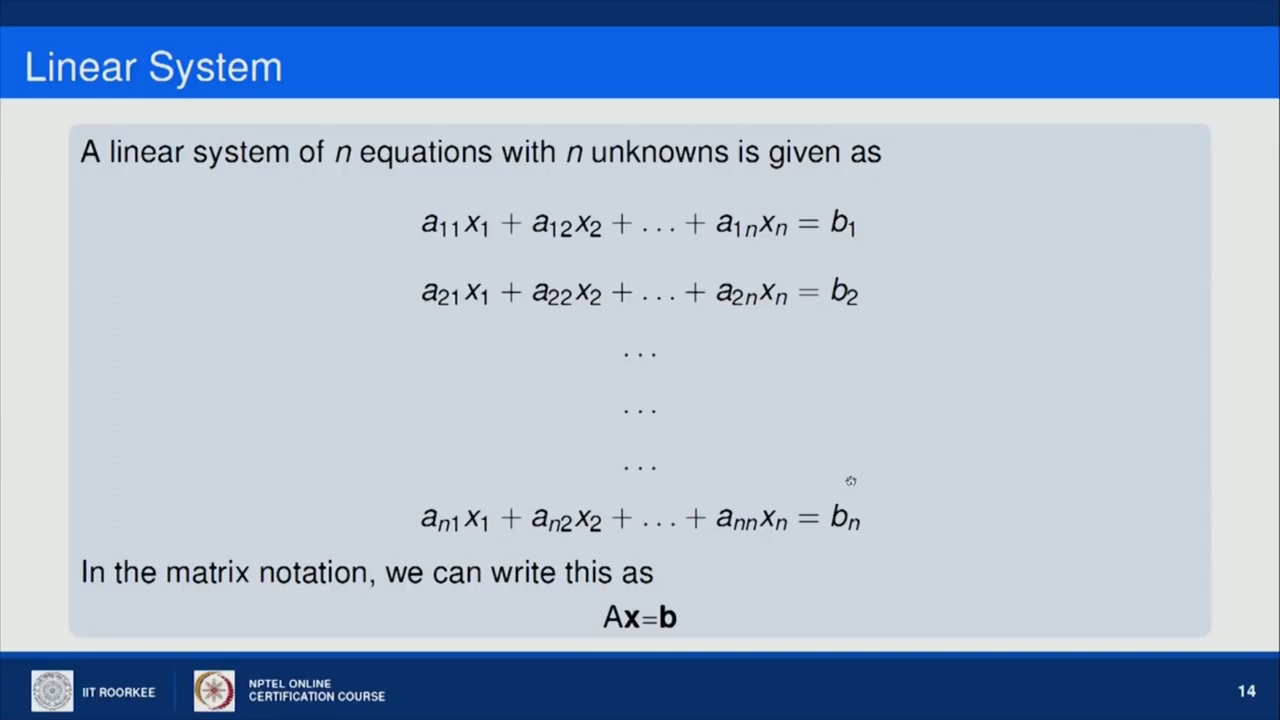 Linear System
A linear system of n equations with n unknowns is given as
a₁₁x₁ + a₁₂x₂ + . . . + a₁ₙxₙ = b₁
a₂₁x₁ + a₂₂x₂ + . . . + a₂ₙxₙ = b₂
. . .
. . .
. . .
aₙ₁x₁ + aₙ₂x₂ + . . . + aₙₙxₙ = bₙ
In the matrix notation, we can write this as
Ax=b
IIT ROORKEE
NPTEL ONLINE
CERTIFICATION COURSE
14